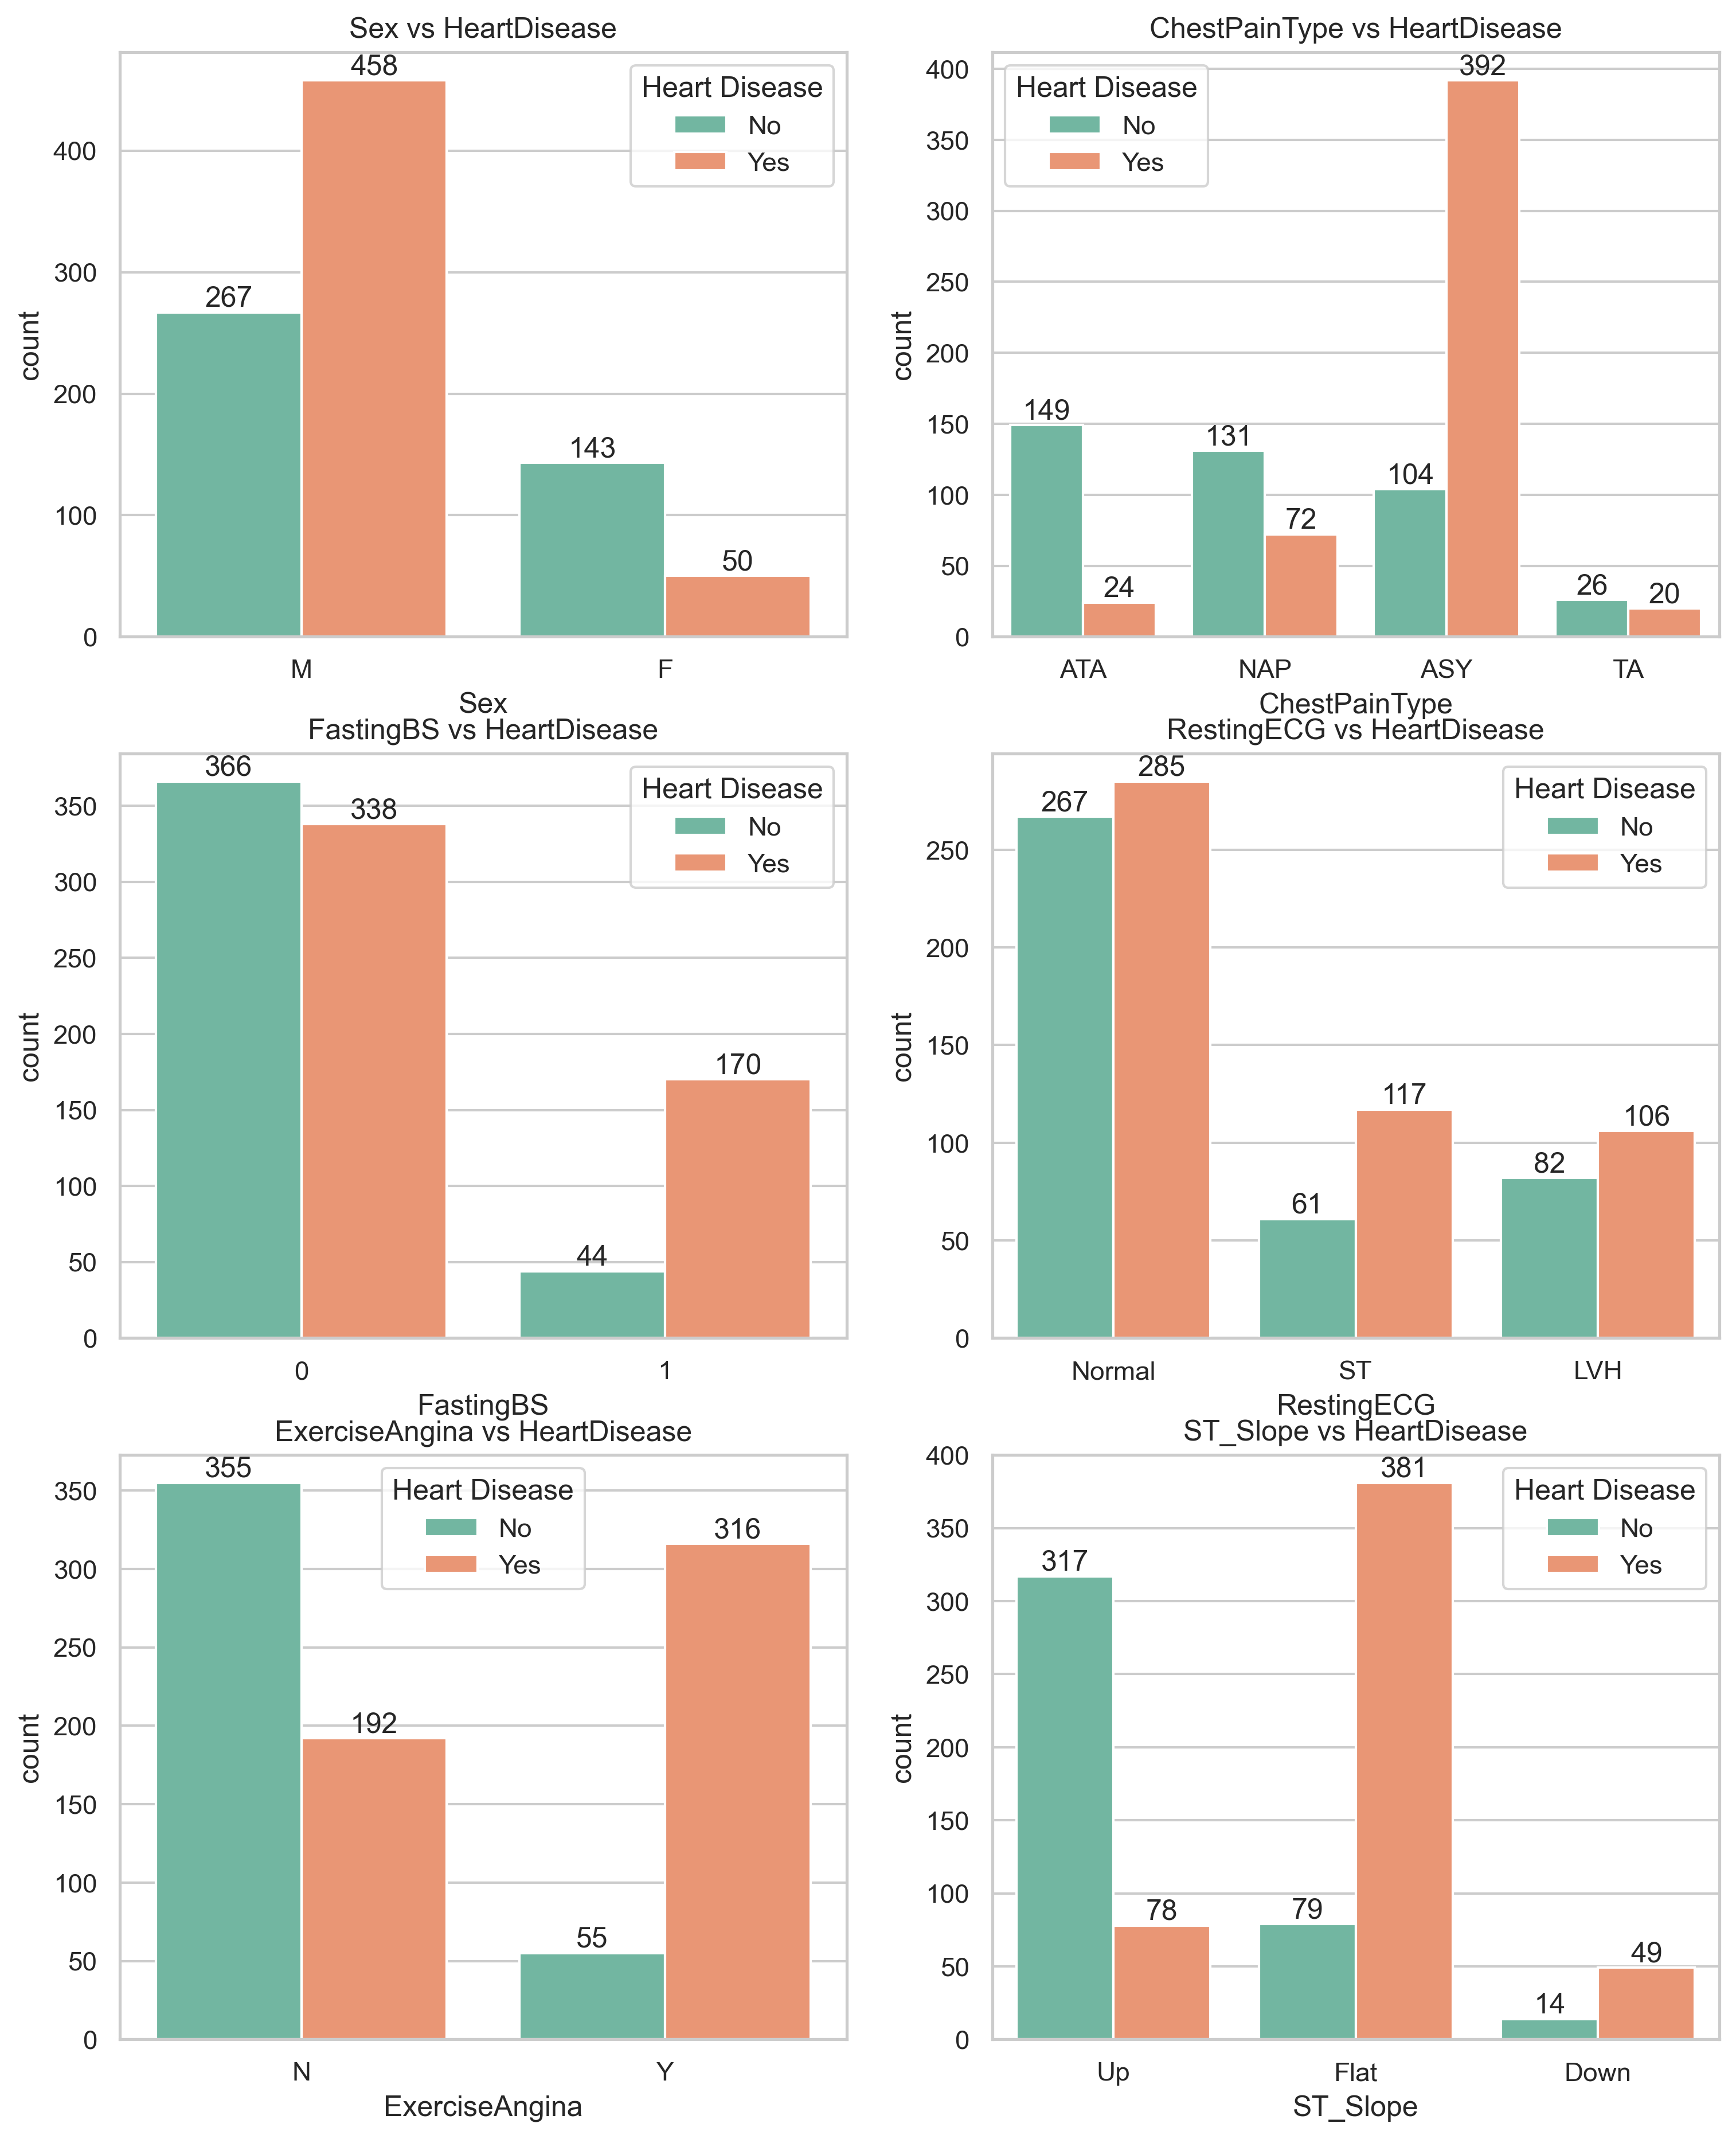 Sex vs HeartDisease
458
Heart Disease
No
Yes
400
300
267
200
143
100
50
0
count
M
F
Sex
ChestPainType vs HeartDisease
400
392
Heart Disease
No
Yes
350
300
250
200
150
149
131
104
100
72
50
24
26
20
0
count
ATA
NAP
ASY
TA
ChestPainType
FastingBS vs HeartDisease
366
Heart Disease
No
Yes
350
338
300
250
200
170
150
100
50
44
0
count
0
1
FastingBS
RestingECG vs HeartDisease
285
267
Heart Disease
No
Yes
250
200
150
117
106
100
82
61
50
0
count
Normal
ST
LVH
RestingECG
ExerciseAngina vs HeartDisease
355
Heart Disease
No
Yes
350
316
300
250
200
192
150
100
55
50
0
count
N
Y
ExerciseAngina
ST_Slope vs HeartDisease
400
381
Heart Disease
No
Yes
350
317
300
250
200
150
100
78
79
50
49
14
0
count
Up
Flat
Down
ST_Slope